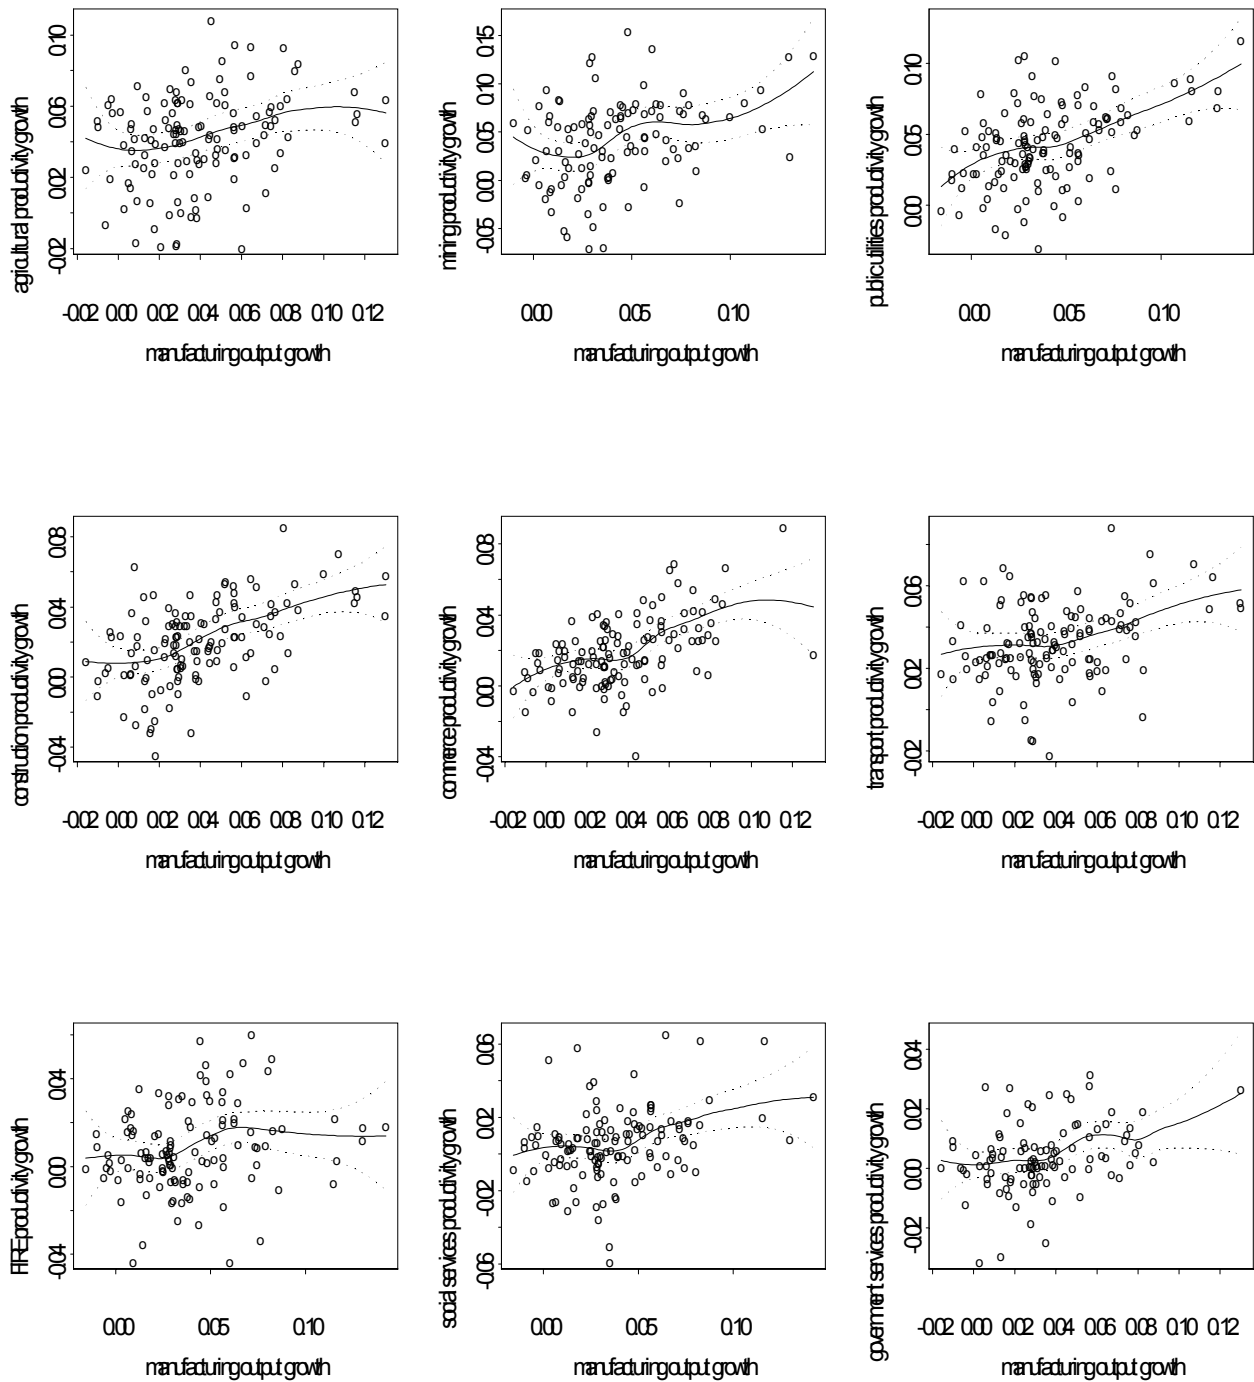 agricultural productivity growth
-0.02 0.02 0.06 0.10
-0.02 0.00 0.02 0.04 0.06 0.08 0.10 0.12
manufacturing output growth
mining productivity growth
-0.05 0.00 0.05 0.10 0.15
0.00 0.05 0.10
manufacturing output growth
public utilities productivity growth
0.00 0.05 0.10
0.00 0.05 0.10
manufacturing output growth
construction productivity growth
-0.04 0.00 0.04 0.08
-0.02 0.00 0.02 0.04 0.06 0.08 0.10 0.12
manufacturing output growth
commerce productivity growth
-0.04 0.00 0.04 0.08
-0.02 0.00 0.02 0.04 0.06 0.08 0.10 0.12
manufacturing output growth
transport productivity growth
-0.02 0.02 0.06
-0.02 0.00 0.02 0.04 0.06 0.08 0.10 0.12
manufacturing output growth
FIRE productivity growth
-0.04 0.00 0.04
0.00 0.05 0.10
manufacturing output growth
social services productivity growth
-0.06 -0.02 0.02 0.06
0.00 0.05 0.10
manufacturing output growth
government services productivity growth
-0.02 0.00 0.02 0.04
-0.02 0.00 0.02 0.04 0.06 0.08 0.10 0.12
manufacturing output growth